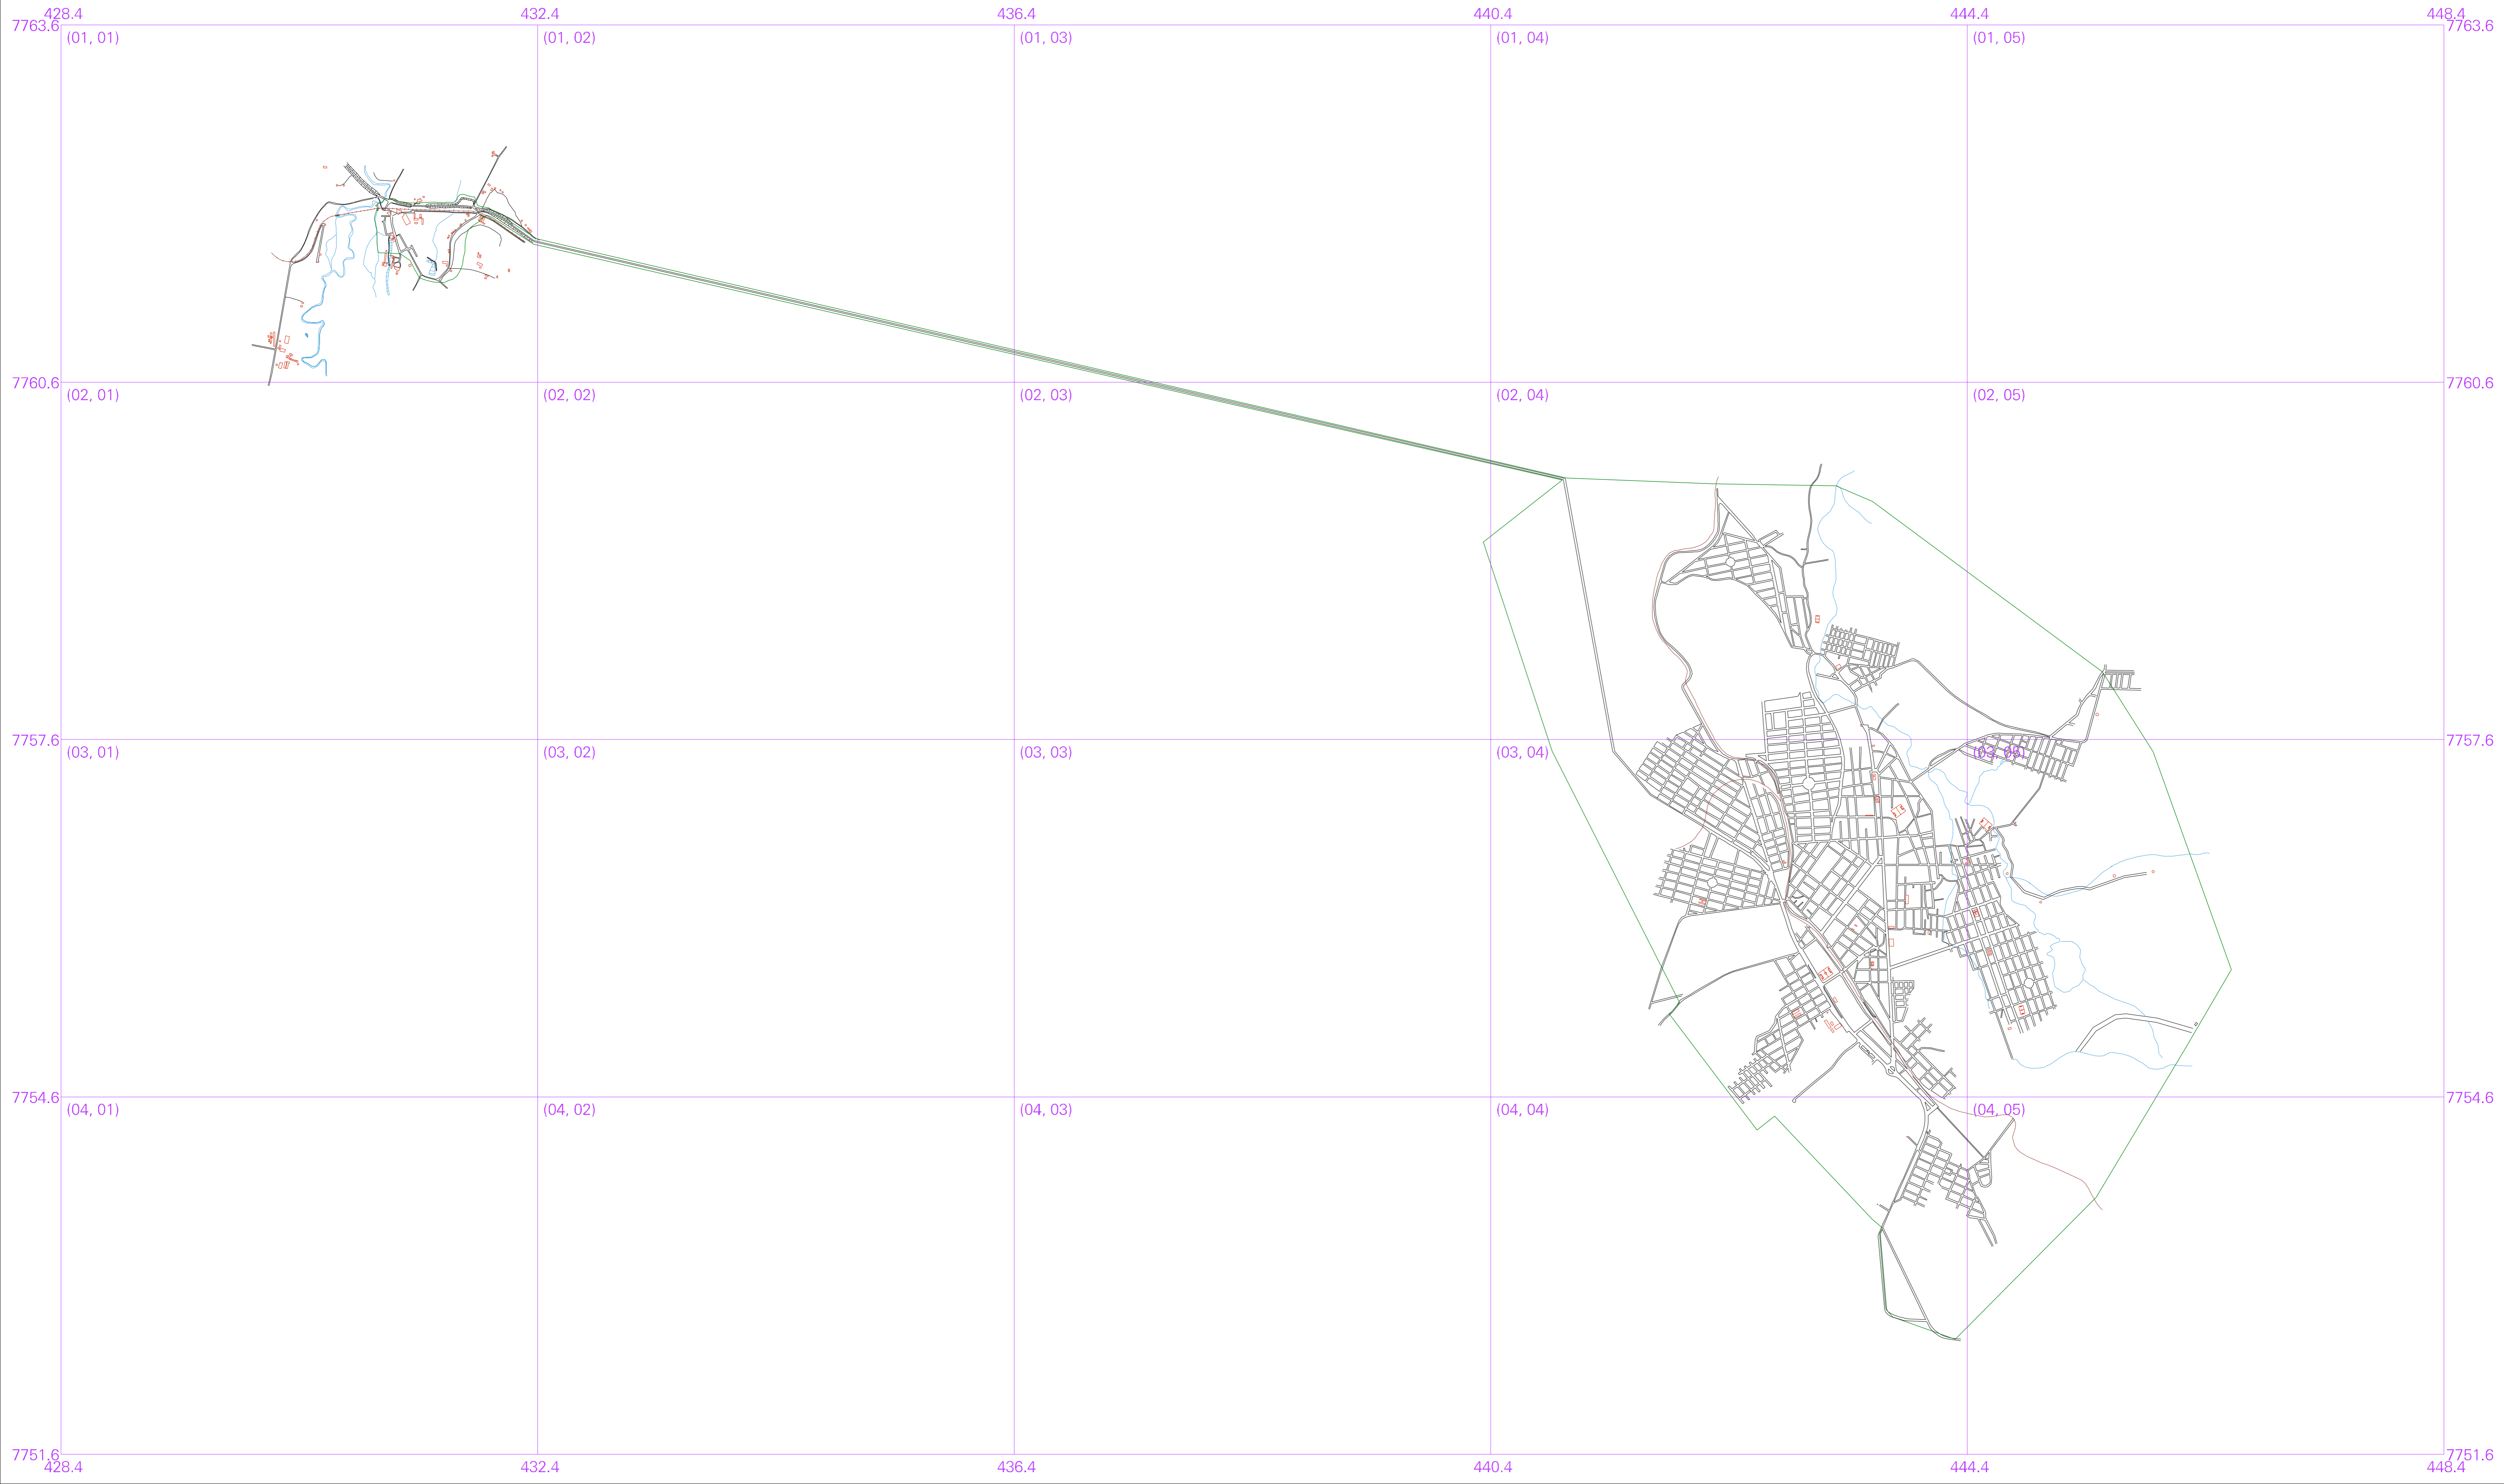 428.4 432.4 436.4 440.4 444.4 448.4
7763.6 7763.6
(01, 01) (01, 02) (01, 03) (01, 04) (01, 05)
7760.6 7760.6
(02, 01) (02, 02) (02, 03) (02, 04) (02, 05)
7757.6 7757.6
(03, 01) (03, 02) (03, 03) (03, 04) (03, 05)
7754.6 7754.6
(04, 01) (04, 02) (04, 03) (04, 04) (04, 05)
7751.6 7751.6
428.4 432.4 436.4 440.4 444.4 448.4